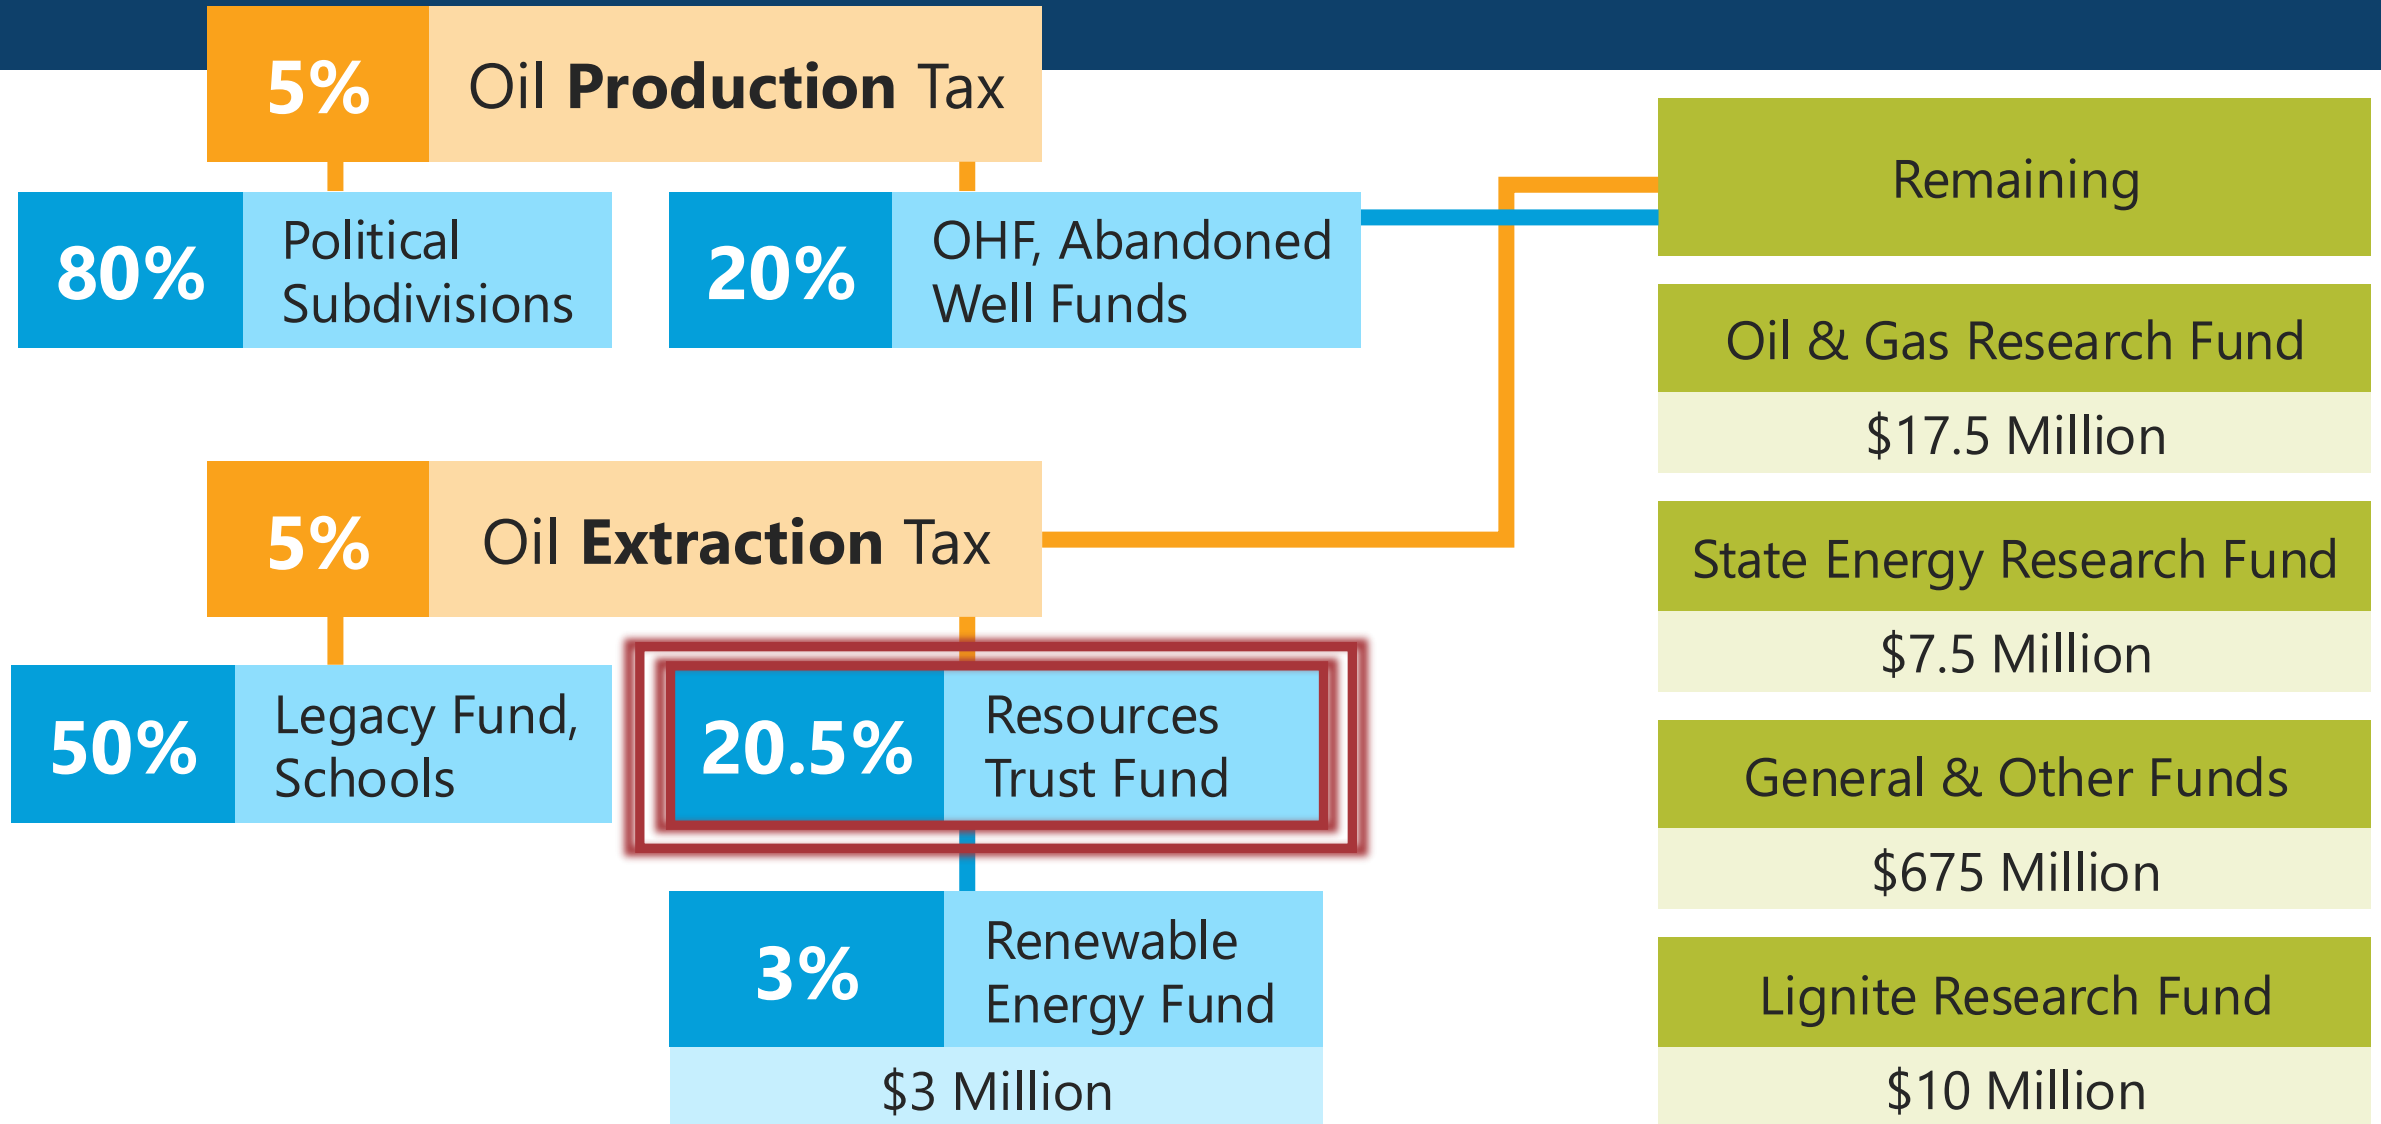 5%
Oil Production Tax
80%
Political
Subdivisions
20%
OHF, Abandoned
Well Funds
5%
Oil Extraction Tax
50%
Legacy Fund,
Schools
20.5%
Resources
Trust Fund
3%
Renewable
Energy Fund
$3 Million
Remaining
Oil & Gas Research Fund
$17.5 Million
State Energy Research Fund
$7.5 Million
General & Other Funds
$675 Million
Lignite Research Fund
$10 Million